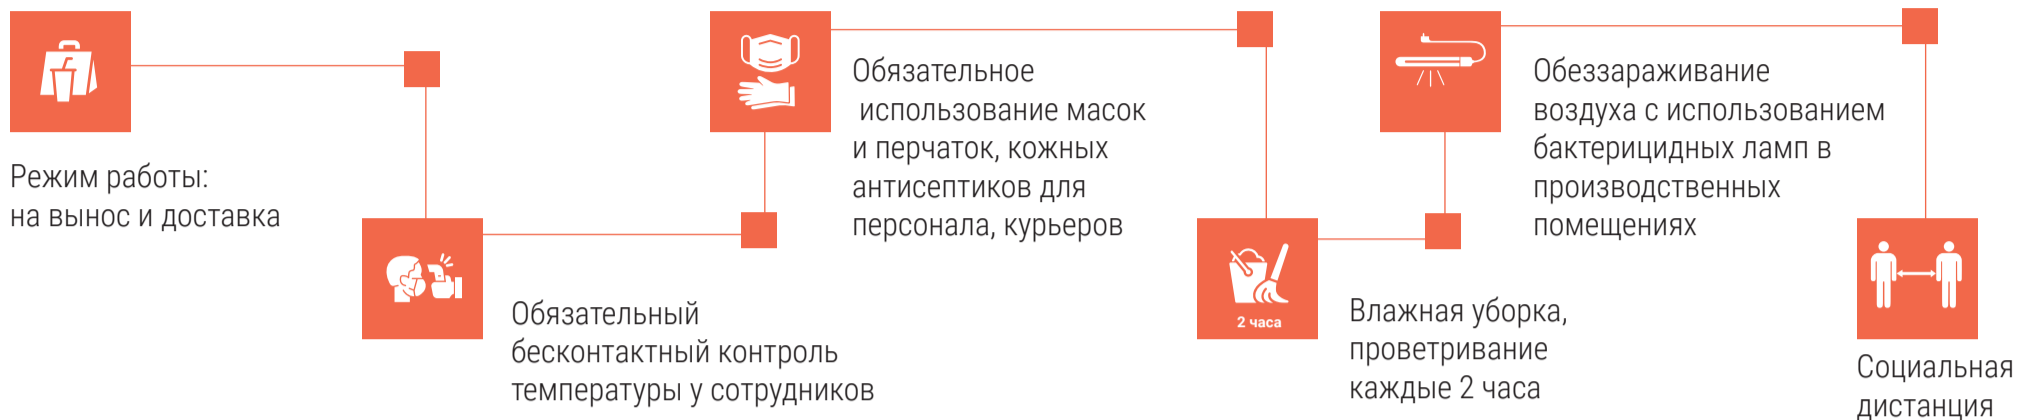 Режим работы:
на вынос и доставка
Обязательный
бесконтактный контроль
температуры у сотрудников
Обязательное
использование масок
и перчаток, кожных
антисептиков для
персонала, курьеров
2 часа
Влажная уборка,
проветривание
каждые 2 часа
Обеззараживание
воздуха с использованием
бактерицидных ламп в
производственных
помещениях
Социальная
дистанция